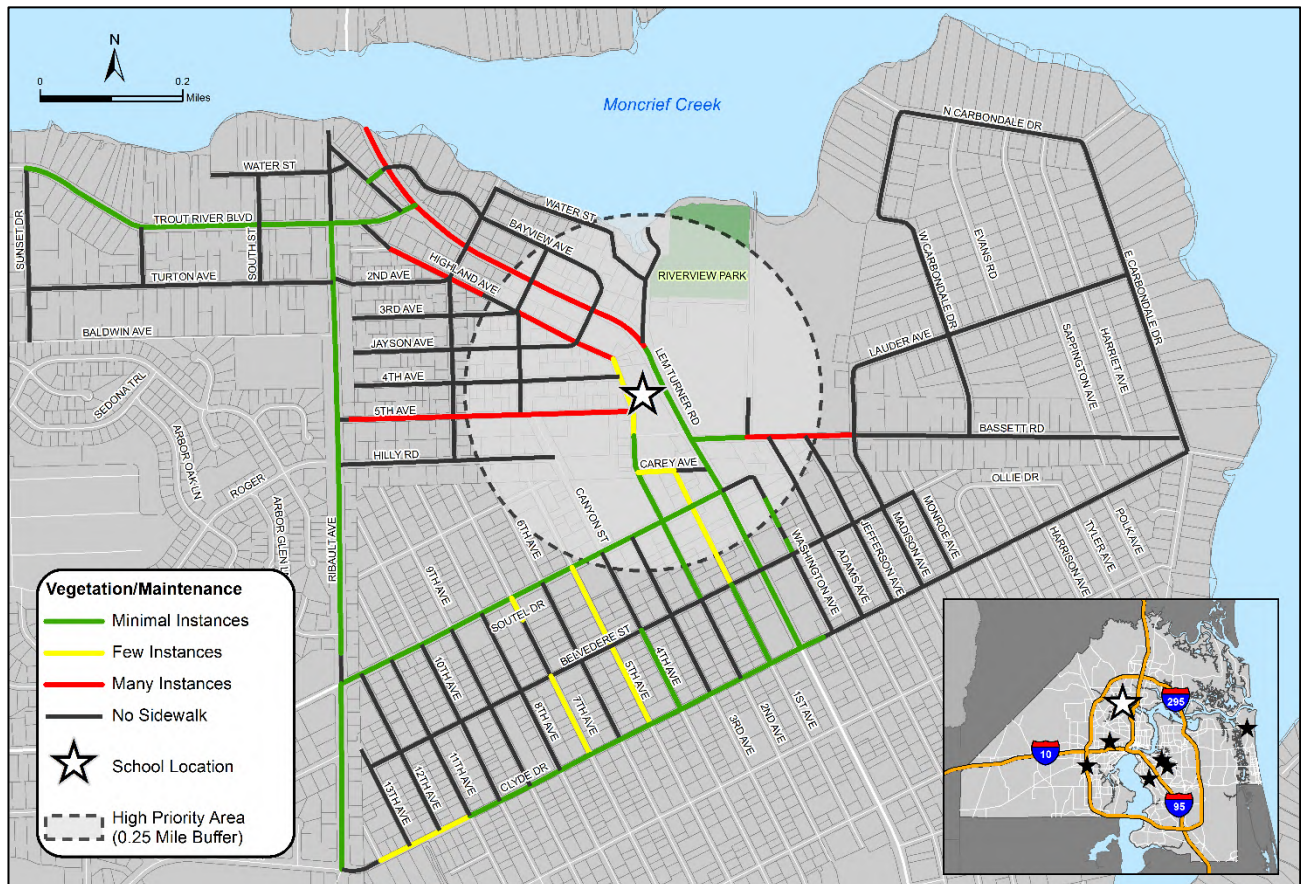 N
0
0.2
Miles
Moncrief Creek
N CARBONDALE DR
WATER ST
TROUT RIVER BLVD
SUNSET DR
SOUTH ST
TURTON AVE
BALDWIN AVE
WATER ST
BAYVIEW AVE
HIGHLAND AVE
2ND AVE
3RD AVE
JAYSON AVE
4TH AVE
5TH AVE
HILLY RD
RIVERVIEW PARK
LEM TURNER RD
W CARBONDALE DR
EVANS RD
E CARBONDALE DR
LAUDER AVE
SAPPINGTON AVE
HARRIET AVE
BASSETT RD
CAREY AVE
OLLIE DR
SEDONA TRL
ARBOR OAK LN
ROGER
ARBOR GLEN L
RIBAULT AVE
9TH AVE
6TH AVE
CANYON ST
WASHINGTON AVE
ADAMS AVE
JEFFERSON AVE
MADISON AVE
MONROE AVE
HARRISON AVE
TYLER AVE
POLK AVE
SOUTEL DR
BELVEDERE ST
10TH AVE
8TH AVE
7TH AVE
5TH AVE
4TH AVE
3RD AVE
2ND AVE
1ST AVE
13TH AVE
12TH AVE
11TH AVE
CLYDE DR
Vegetation/Maintenance
Minimal Instances
Few Instances
Many Instances
No Sidewalk
School Location
High Priority Area
(0.25 Mile Buffer)
295
10
95